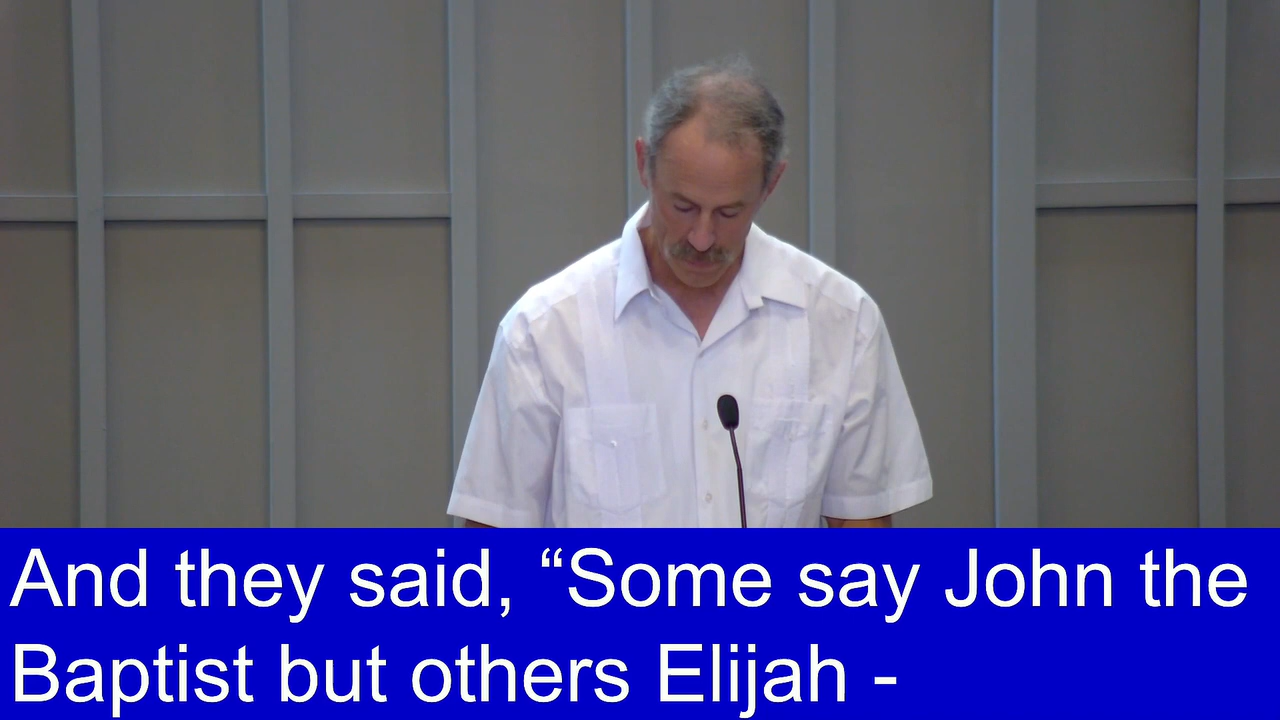 And they said, “Some say John the
Baptist but others Elijah -